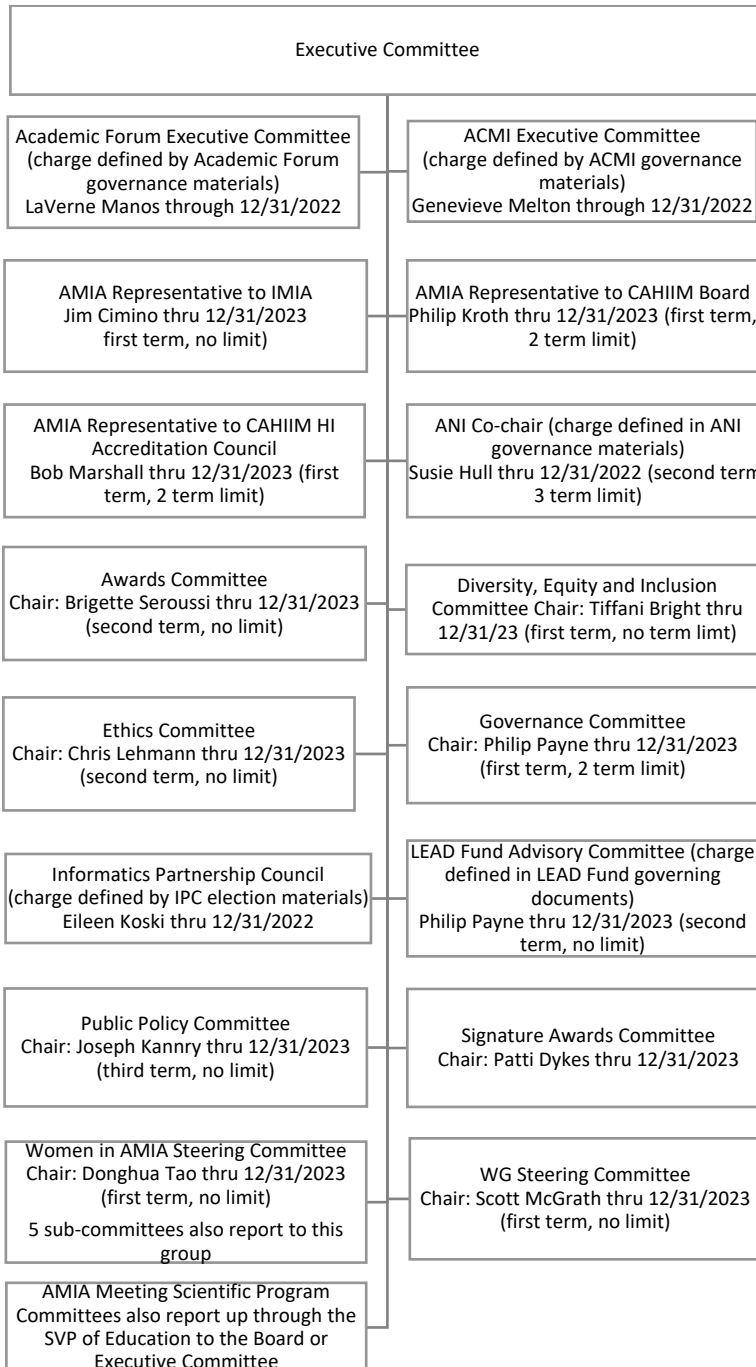 Executive Committee
Academic Forum Executive Committee
(charge defined by Academic Forum
governance materials)
LaVerne Manos through 12/31/2022
ACMI Executive Committee
(charge defined by ACMI governance
materials)
Genevieve Melton through 12/31/2022
AMIA Representative to IMIA
Jim Cimino thru 12/31/2023
first term, no limit)
AMIA Representative to CAHIIM Board
Philip Kroth thru 12/31/2023 (first term,
2 term limit)
AMIA Representative to CAHIIM HI
Accreditation Council
Bob Marshall thru 12/31/2023 (first
term, 2 term limit)
ANI Co-chair (charge defined in ANI
governance materials)
Susie Hull thru 12/31/2022 (second term
3 term limit)
Awards Committee
Chair: Brigette Seroussi thru 12/31/2023
(second term, no limit)
Diversity, Equity and Inclusion
Committee Chair: Tiffani Bright thru
12/31/23 (first term, no term limt)
Ethics Committee
Chair: Chris Lehmann thru 12/31/2023
(second term, no limit)
Governance Committee
Chair: Philip Payne thru 12/31/2023
(first term, 2 term limit)
Informatics Partnership Council
(charge defined by IPC election materials)
Eileen Koski thru 12/31/2022
LEAD Fund Advisory Committee (charge
defined in LEAD Fund governing
documents)
Philip Payne thru 12/31/2023 (second
term, no limit)
Public Policy Committee
Chair: Joseph Kannry thru 12/31/2023
(third term, no limit)
Signature Awards Committee
Chair: Patti Dykes thru 12/31/2023
Women in AMIA Steering Committee
Chair: Donghua Tao thru 12/31/2023
(first term, no limit)
5 sub-committees also report to this
group
WG Steering Committee
Chair: Scott McGrath thru 12/31/2023
(first term, no limit)
AMIA Meeting Scientific Program
Committees also report up through the
SVP of Education to the Board or
Executive Committee